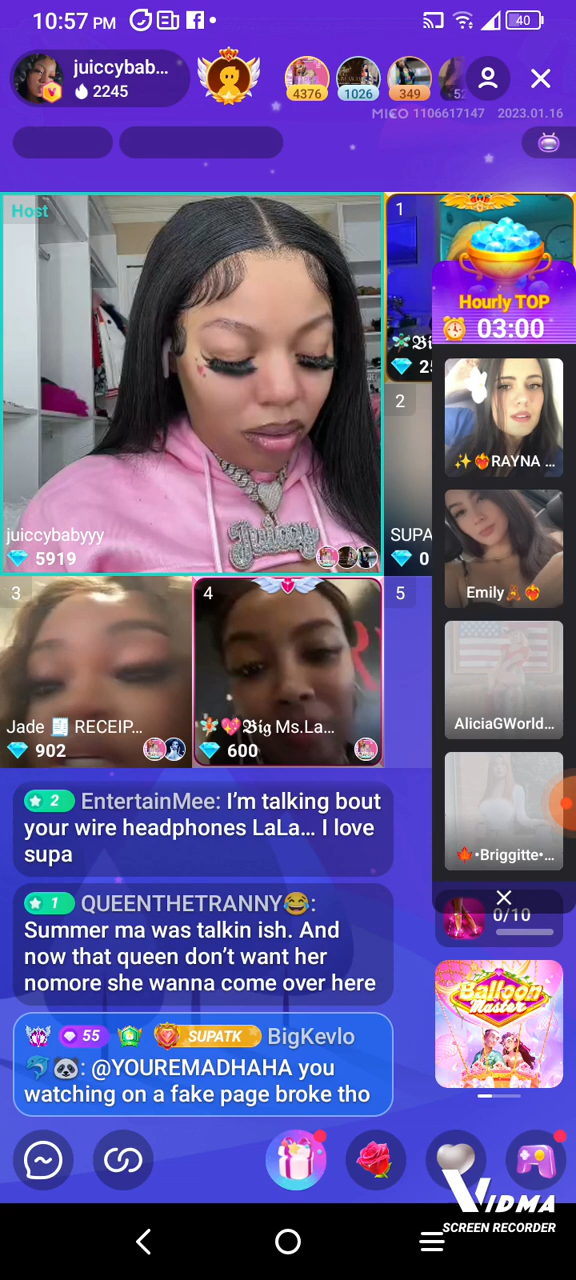 10:57 PM
40
juiccybab...
2245
4376
1026
349
MICO 1106617147 2023.01.16
Host
1
Hourly TOP
03:00
2
RAYNA ...
juiccybabyyy
5919
SUPA
0
Emily
3
4
5
Jade 🧾 RECEIP...
902
𝕭𝖎𝖌 Ms.La...
600
AliciaGWorld...
•Briggitte•...
2 EntertainMee: I’m talking bout
your wire headphones LaLa... I love
supa
1 QUEENTHETRANNY😂:
Summer ma was talkin ish. And
now that queen don’t want her
nomore she wanna come over here
0/10
Balloon
Master
55 SUPATK BigKevlo
🐬🐼: @YOUREMADHAHA you
watching on a fake page broke tho
VIDMA
SCREEN RECORDER